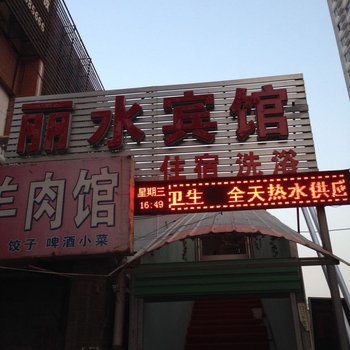 丽水宾馆
住宿洗浴
星期三
16:49
卫生 全天热水供应
羊肉馆
饺子 啤酒小菜